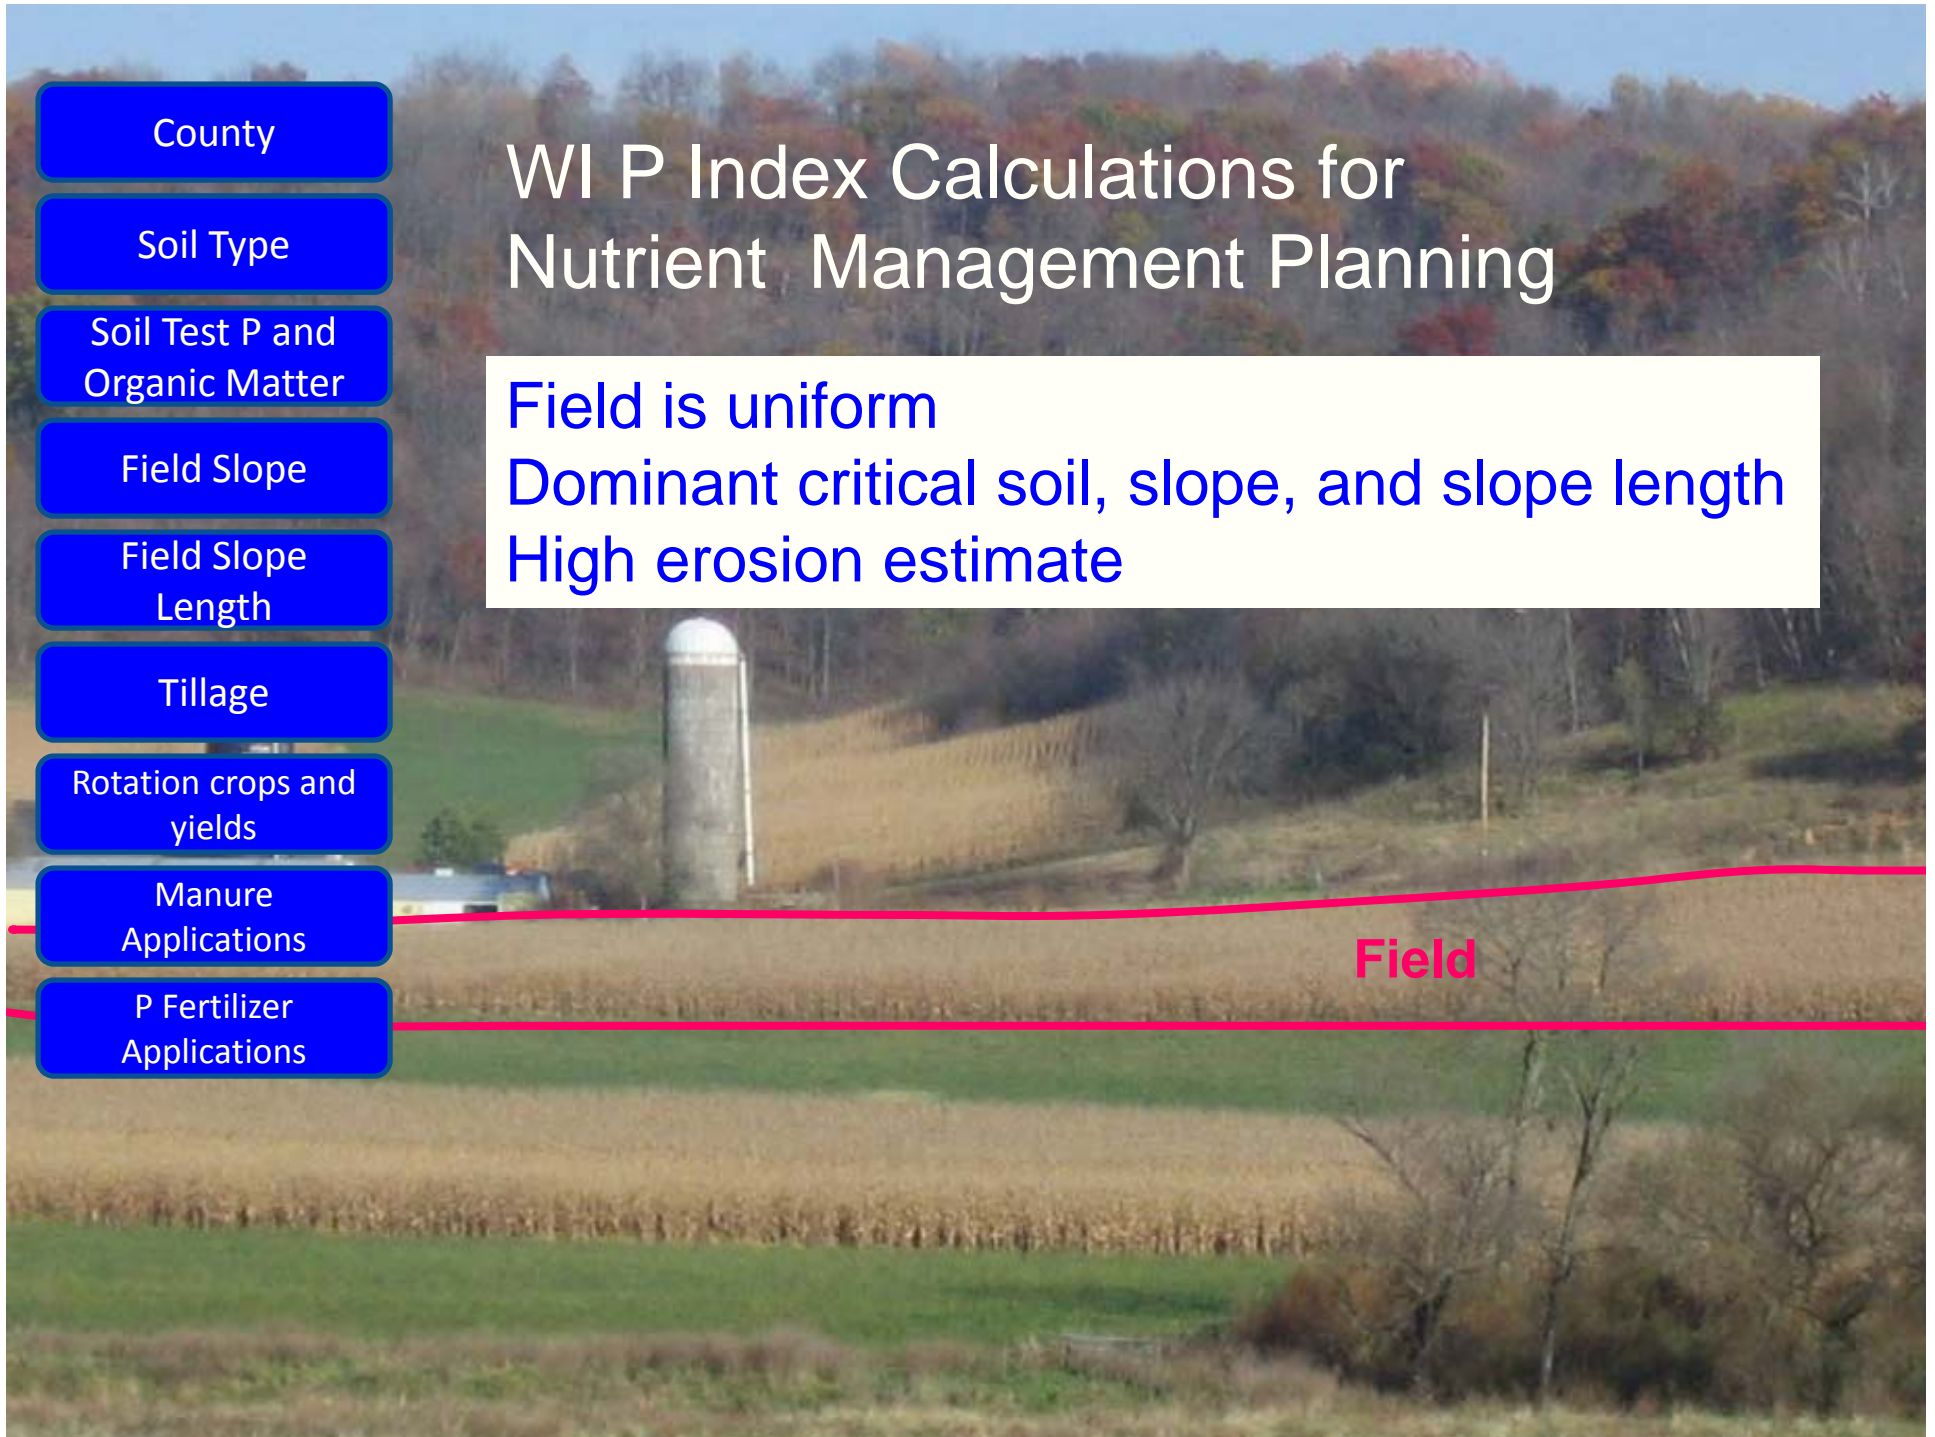 County
Soil Type
Soil Test P and
Organic Matter
Field Slope
Field Slope
Length
Tillage
Rotation crops and
yields
Manure
Applications
P Fertilizer
Applications
WI P Index Calculations for
Nutrient  Management Planning
Field is uniform
Dominant critical soil, slope, and slope length
High erosion estimate
Field